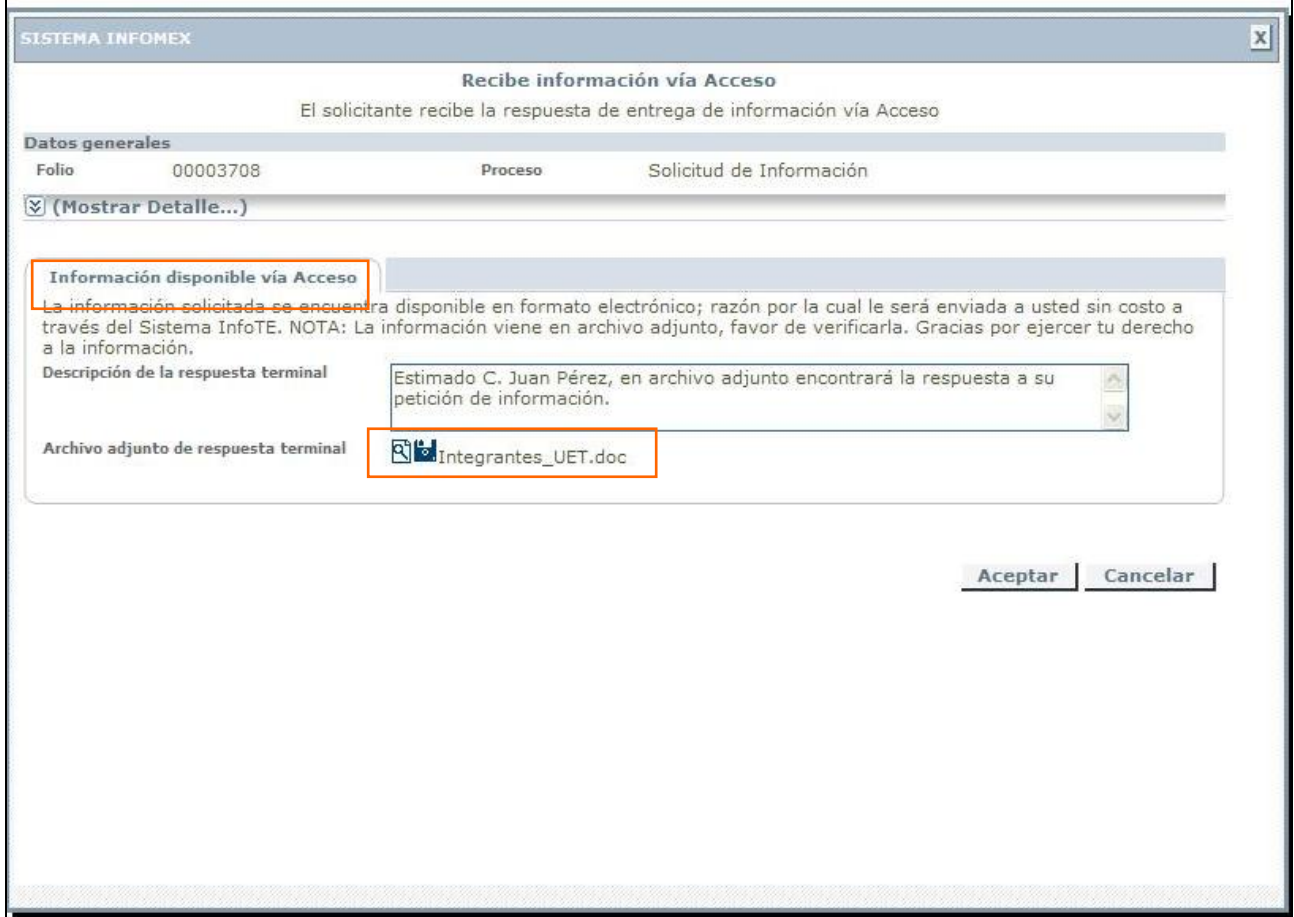 SISTEMA INFOMEX
X
Recibe información vía Acceso
El solicitante recibe la respuesta de entrega de información vía Acceso
Datos generales
Folio 00003708 Proceso Solicitud de Información
(Mostrar Detalle...)
Información disponible vía Acceso
La información solicitada se encuentra disponible en formato electrónico; razón por la cual le será enviada a usted sin costo a
través del Sistema InfoTE. NOTA: La información viene en archivo adjunto, favor de verificarla. Gracias por ejercer tu derecho
a la información.
Descripción de la respuesta terminal
Estimado C. Juan Pérez, en archivo adjunto encontrará la respuesta a su
petición de información.
Archivo adjunto de respuesta terminal
Integrantes_UET.doc
Aceptar Cancelar